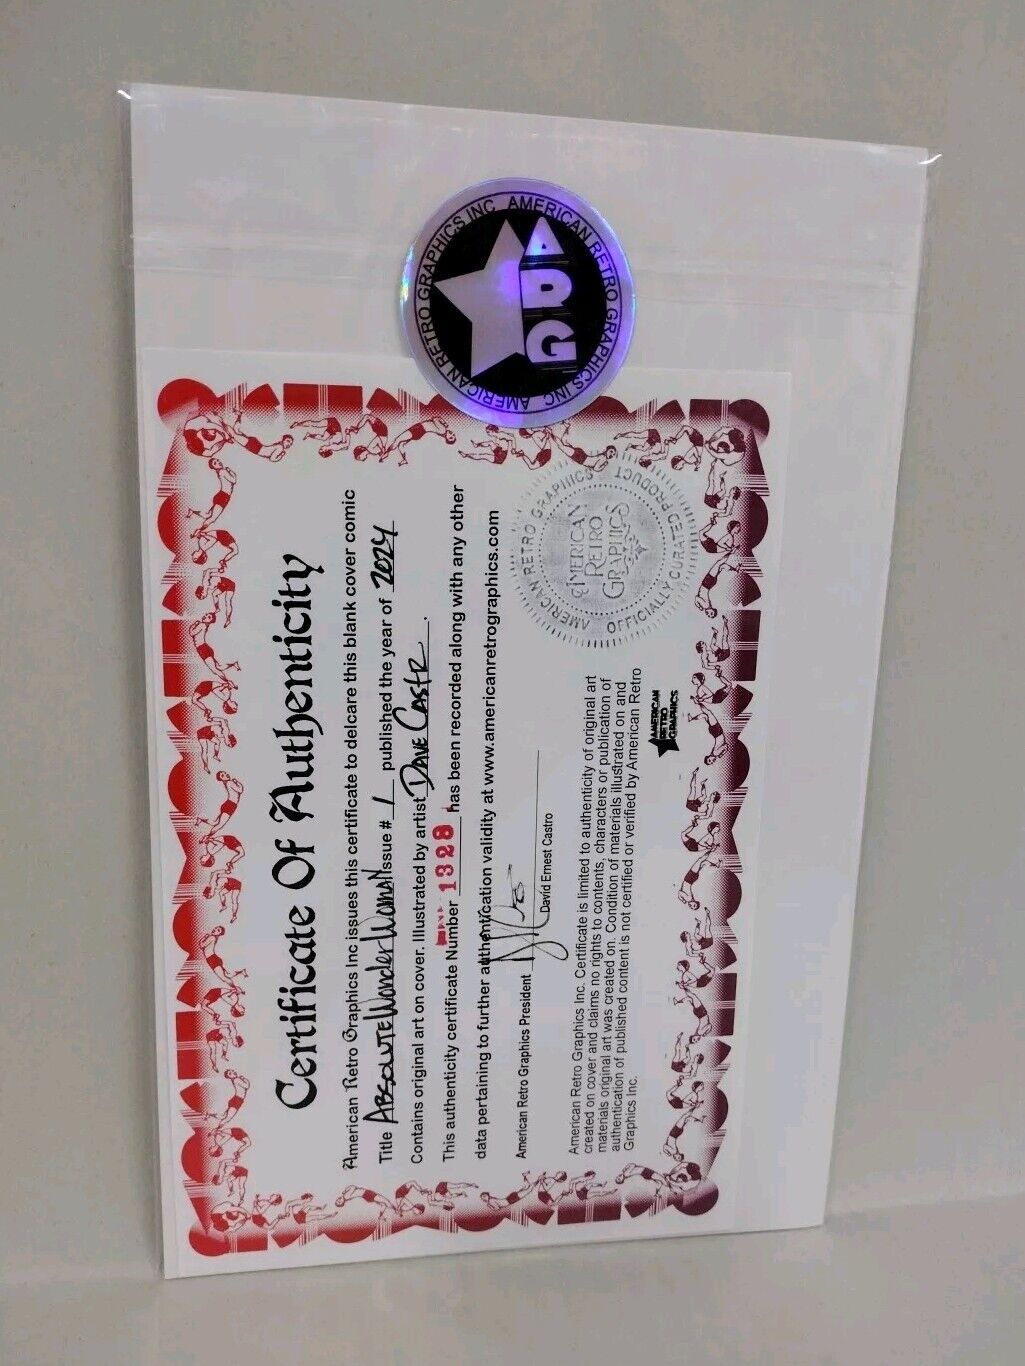 AMERICAN RETRO GRAPHICS INC AMERICAN RETRO GRAPHICS INC
ARG
Certificate Of Authenticity
American Retro Graphics Inc issues this certificate to delcare this blank cover comic
Title Absolute Wonder Woman Issue # 1 published the year of 2024
Contains original art on cover. Illustrated by artist Dave Castr.
This authenticity certificate Number 1328 has been recorded along with any other
data pertaining to further authentication validity at www.americanretrographics.com
American Retro Graphics President
David Ernest Castro
American Retro Graphics Inc. Certificate is limited to authenticity of original art
created on cover and claims no rights to contents, characters or publication of
materials original art was created on. Condition of materials illustrated on and
authentication of published content is not certified or verified by American Retro
Graphics Inc.
AMERICAN
RETRO
GRAPHICS
AMERICAN RETRO GRAPHICS
OFFICIALLY CURATED PRODUCT
AMERICAN
RETRO
GRAPHICS